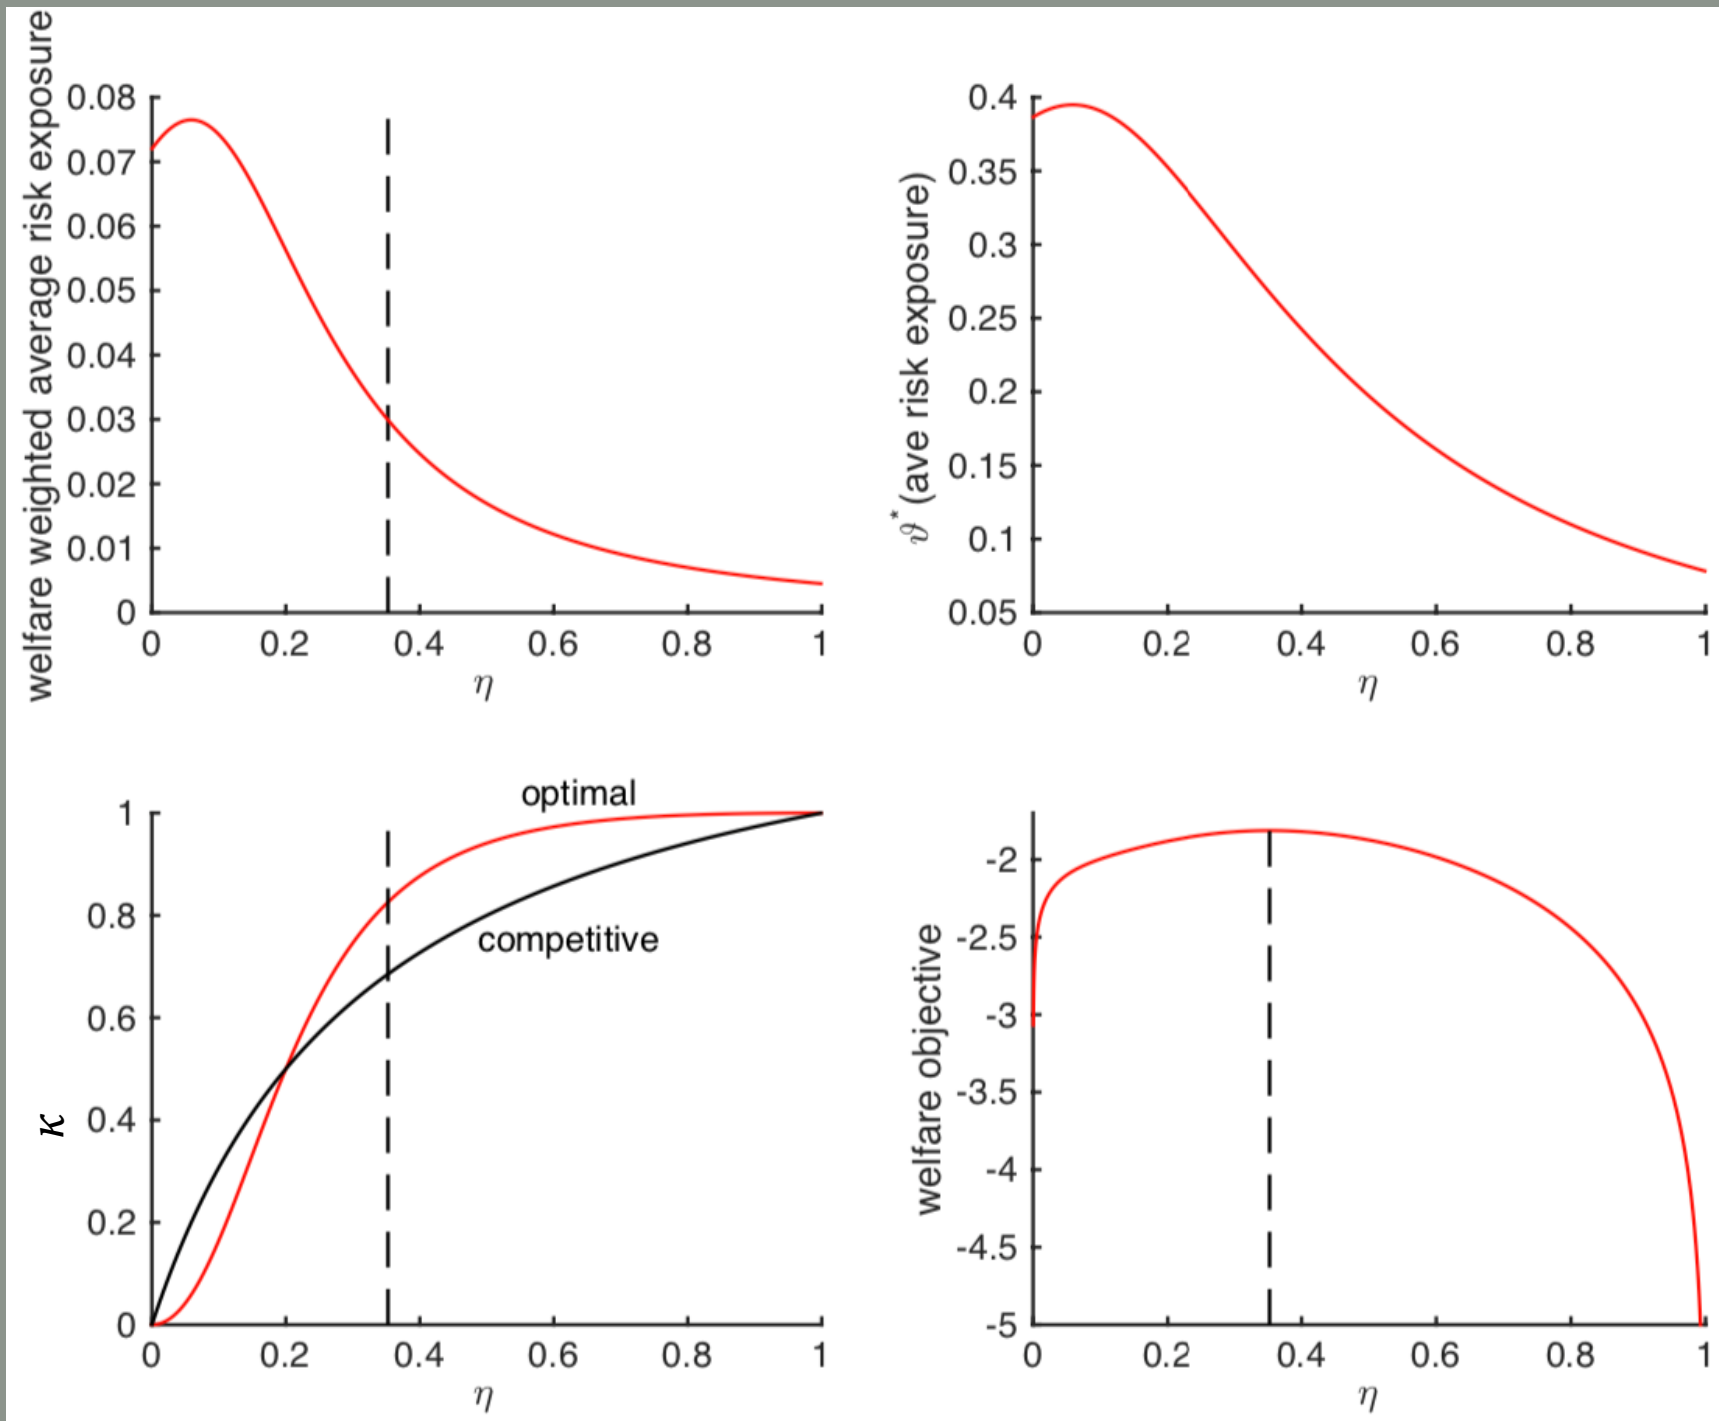 welfare weighted average risk exposure
0.08
0.07
0.06
0.05
0.04
0.03
0.02
0.01
0
0 0.2 0.4 0.6 0.8 1
η
ϑ* (ave risk exposure)
0.4
0.35
0.3
0.25
0.2
0.15
0.1
0.05
0 0.2 0.4 0.6 0.8 1
η
κ
1
0.8
0.6
0.4
0.2
0
optimal
competitive
0 0.2 0.4 0.6 0.8 1
η
welfare objective
-2
-2.5
-3
-3.5
-4
-4.5
-5
0 0.2 0.4 0.6 0.8 1
η